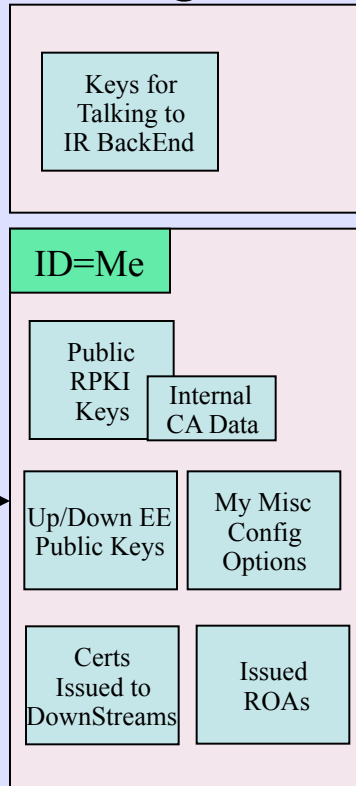 Keys for
Talking to
IR BackEnd
ID=Me
Public
RPKI
Keys
Internal
CA Data
Up/Down EE
Public Keys
My Misc
Config
Options
Certs
Issued to
DownStreams
Issued
ROAs